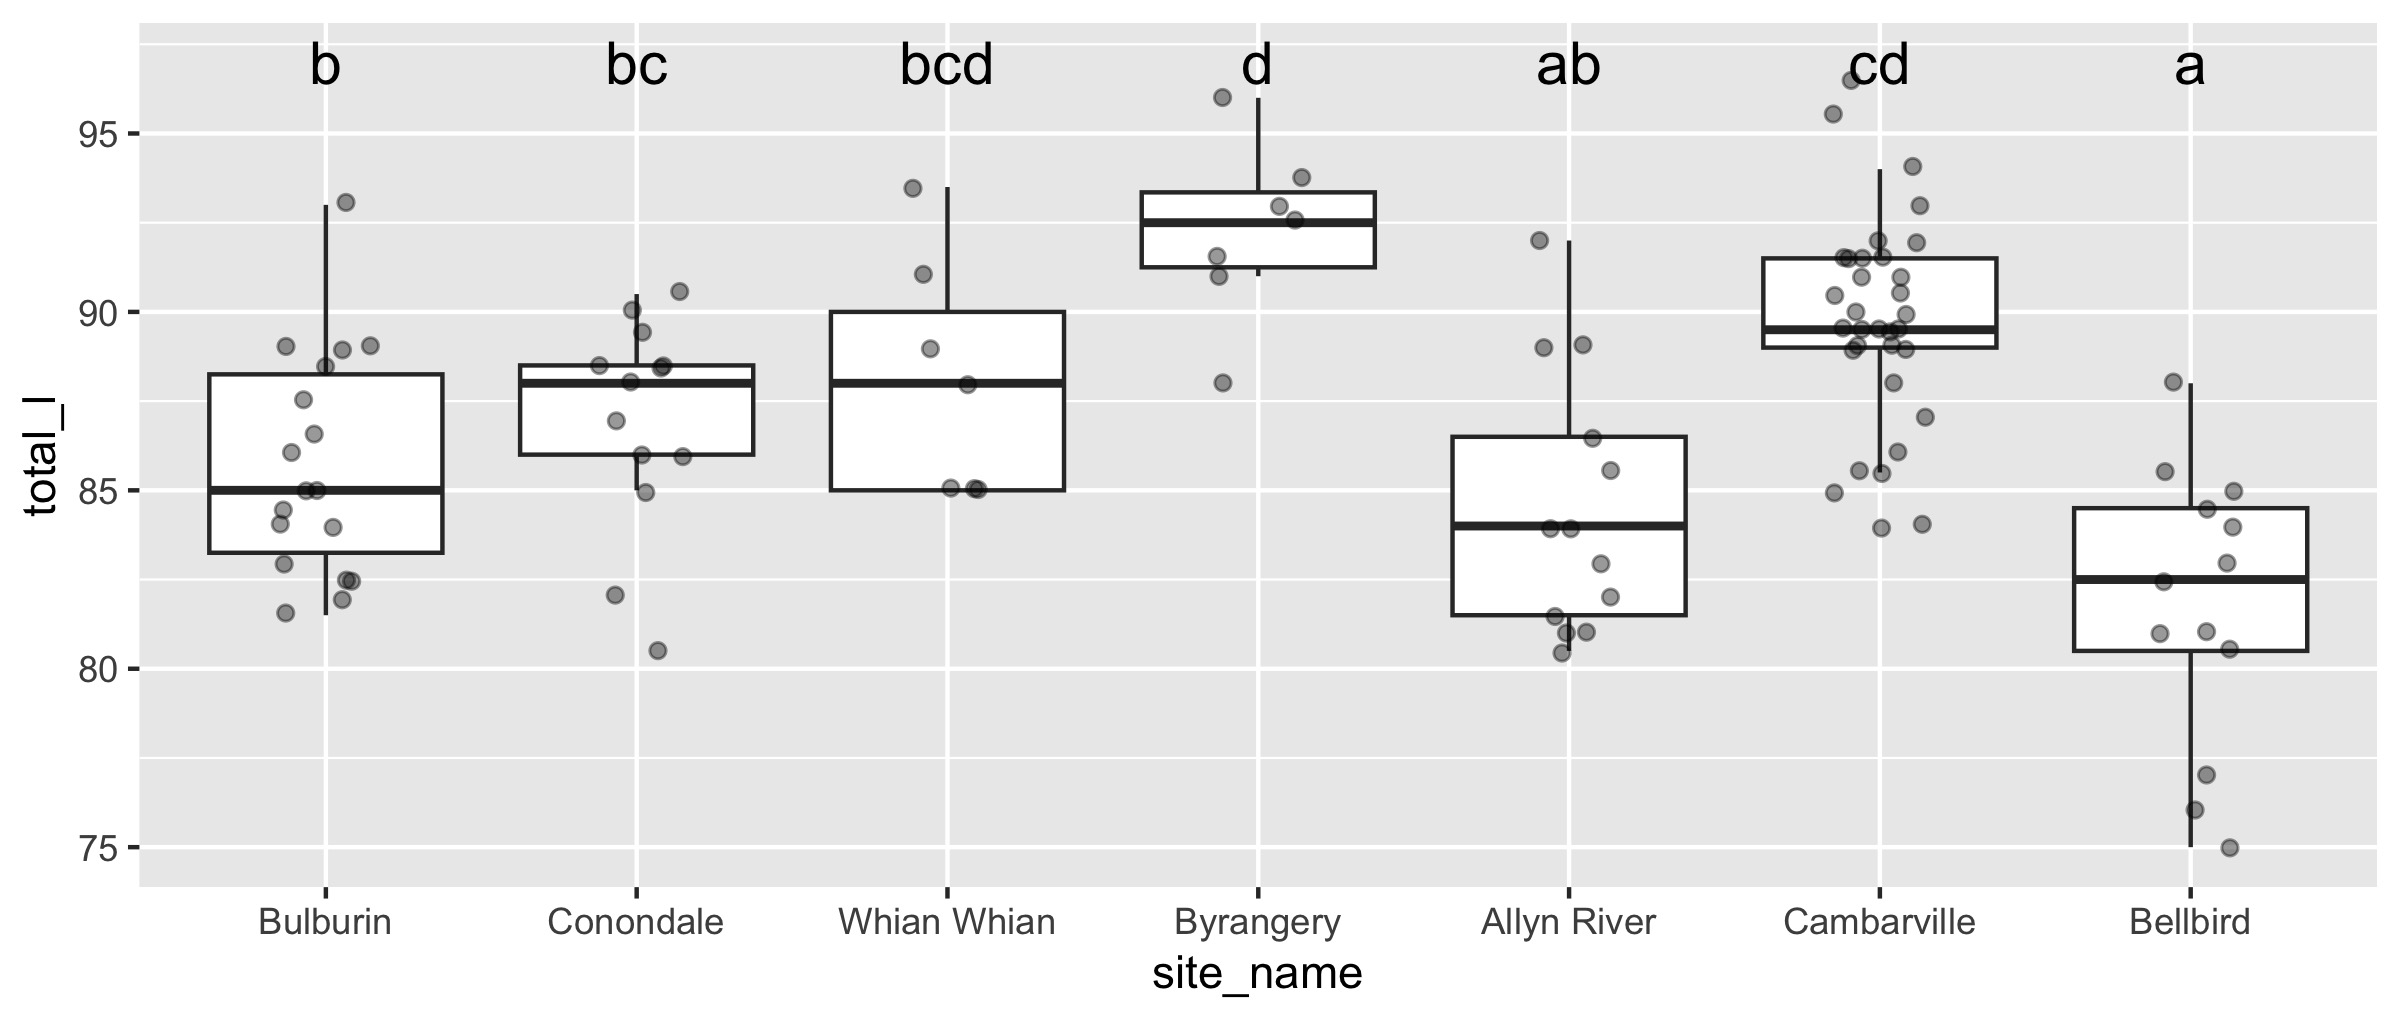 b bc bcd d ab cd a
95
90
85
80
75
total_l
Bulburin Conondale Whian Whian Byrangery Allyn River Cambarville Bellbird
site_name